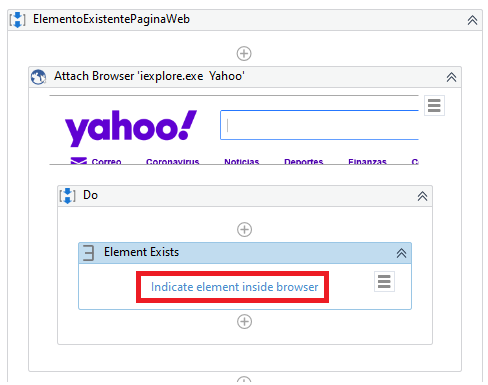 ElementoExistentePaginaWeb
Attach Browser 'iexplore.exe Yahoo'
yahoo!
Correo Coronavirus Noticias Deportes Finanzas
Do
Element Exists
Indicate element inside browser